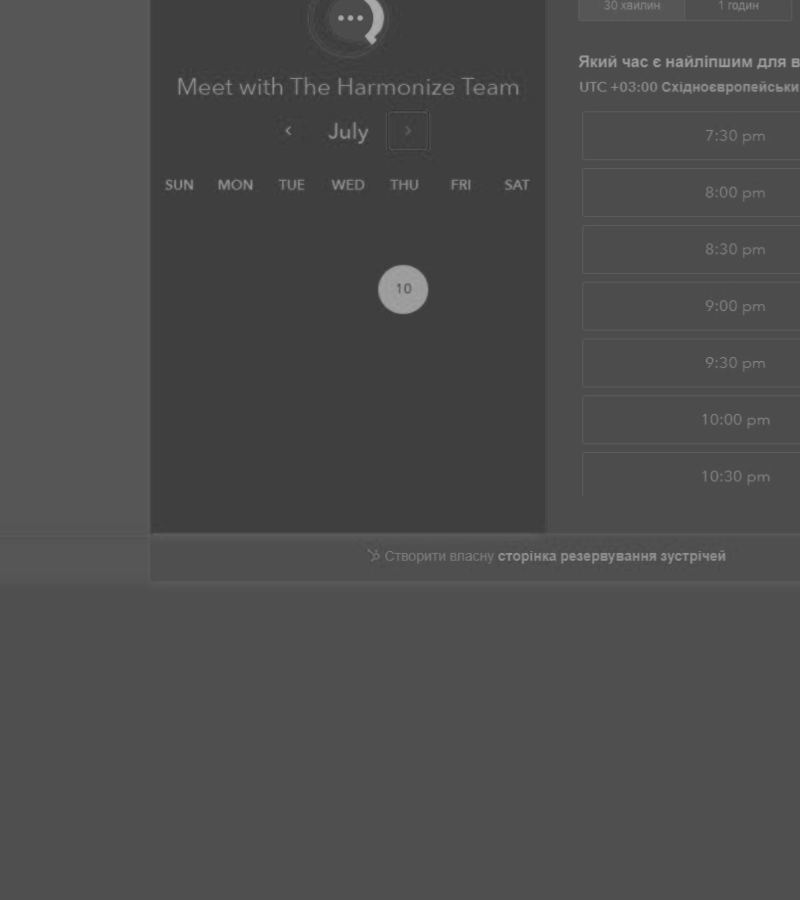 30 хвилин 1 годин
Meet with The Harmonize Team
Який час є найліпшим для в
UTC +03:00 Східноєвропейськи
July
SUN MON TUE WED THU FRI SAT
10
7:30 pm
8:00 pm
8:30 pm
9:00 pm
9:30 pm
10:00 pm
10:30 pm
Створити власну сторінка резервування зустрічей